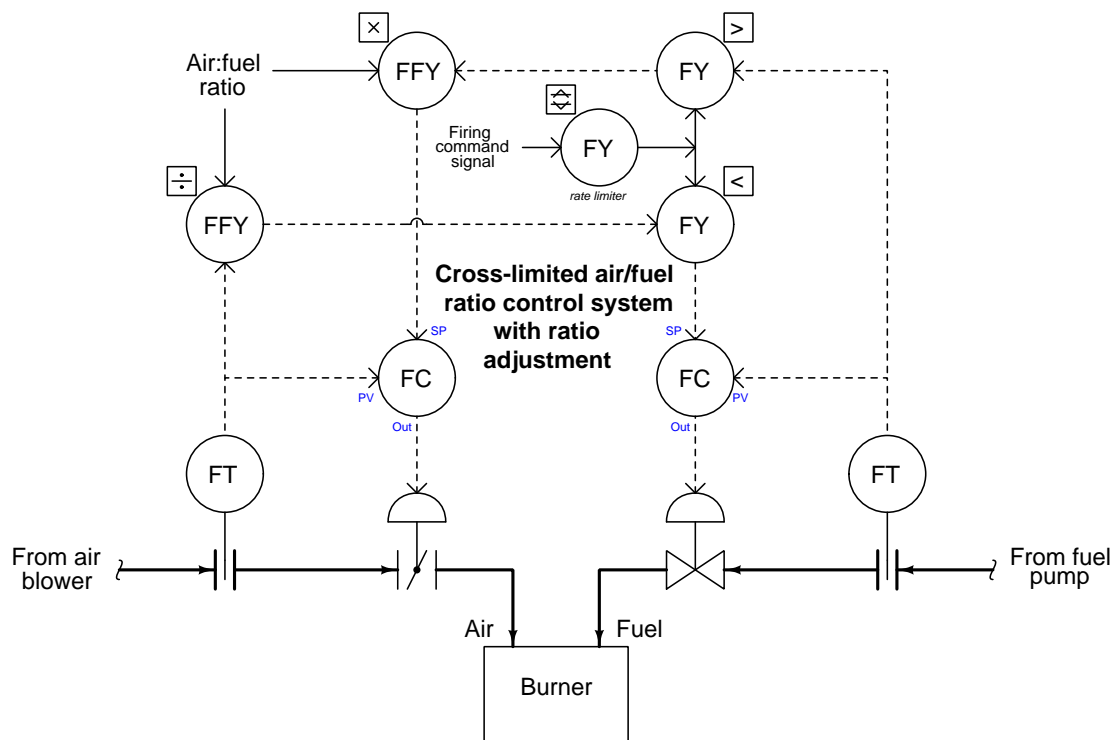 ×
>
Air:fuel
ratio
FFY
FY
Firing
command
signal
FY
rate limiter
÷
<
FFY
FY
Cross-limited air/fuel
ratio control system
with ratio
adjustment
SP
SP
FC
FC
PV
PV
Out
Out
FT
FT
From air
blower
From fuel
pump
Air
Fuel
Burner